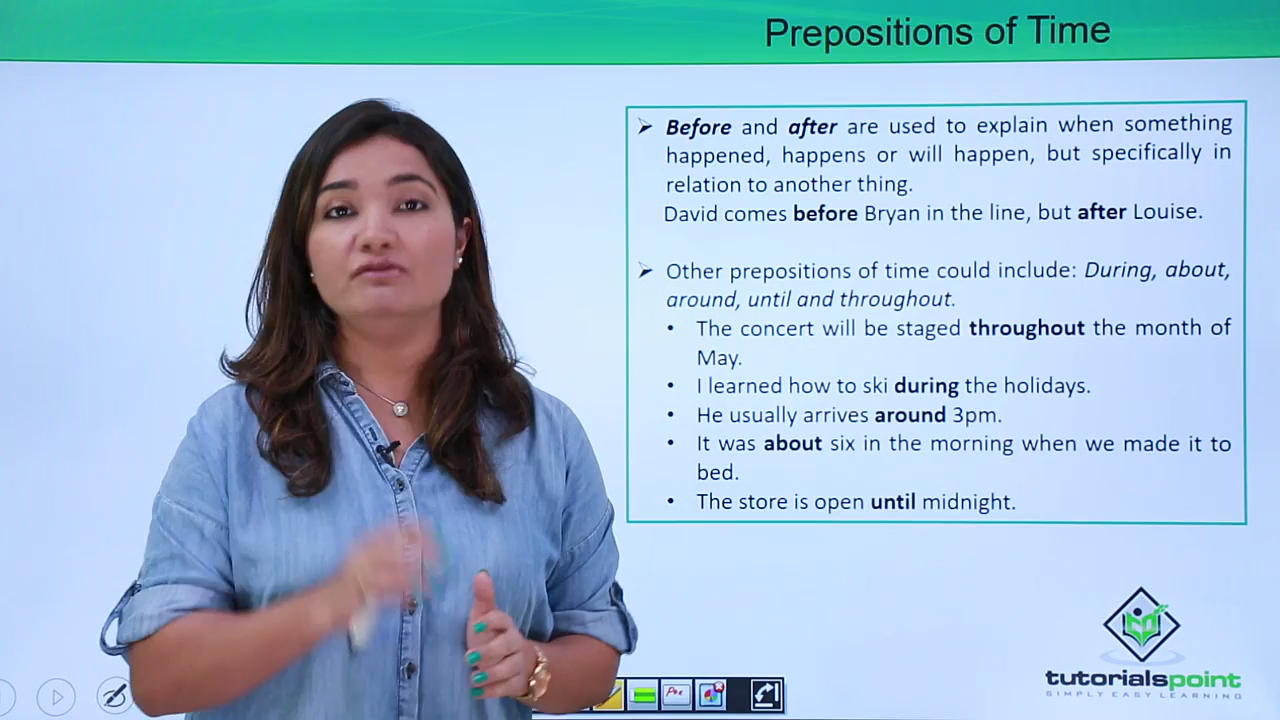 Prepositions of Time
➢ Before and after are used to explain when something
happened, happens or will happen, but specifically in
relation to another thing.
David comes before Bryan in the line, but after Louise.
➢ Other prepositions of time could include: During, about,
around, until and throughout.
• The concert will be staged throughout the month of
May.
• I learned how to ski during the holidays.
• He usually arrives around 3pm.
• It was about six in the morning when we made it to
bed.
• The store is open until midnight.
tutorialspoint
SIMPLY EASY LEARNING
Pen